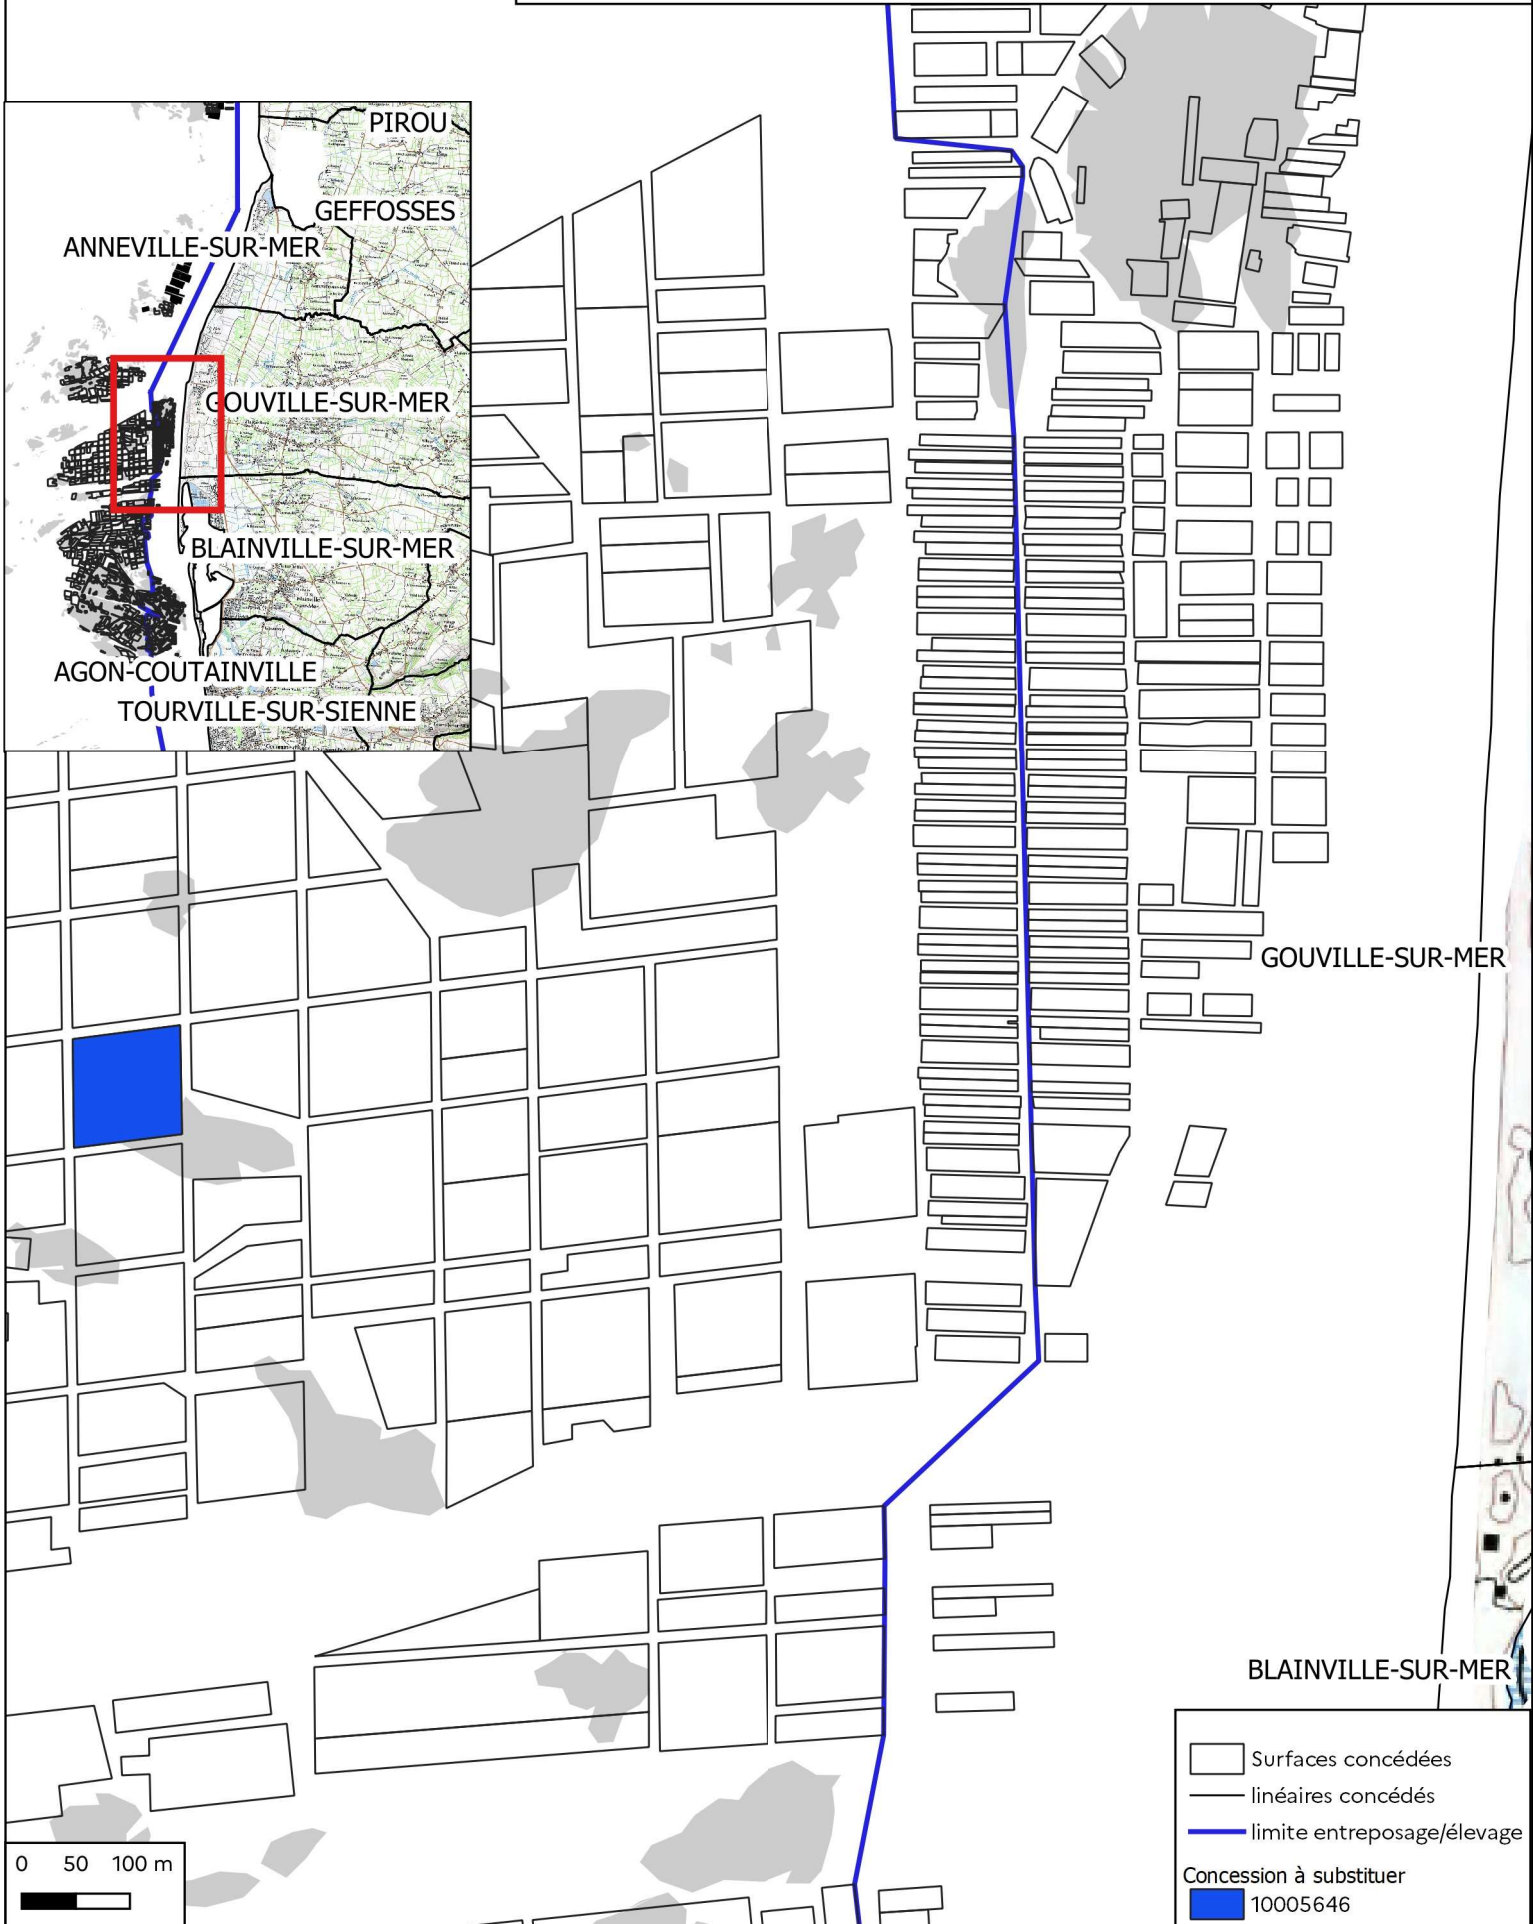 PIROU
GEFFOSSES
ANNEVILLE-SUR-MER
GOUVILLE-SUR-MER
BLAINVILLE-SUR-MER
AGON-COUTAINVILLE
TOURVILLE-SUR-SIENNE
GOUVILLE-SUR-MER
BLAINVILLE-SUR-MER
Surfaces concédées
linéaires concédés
limite entreposage/élevage
Concession à substituer
10005646
0 50 100 m